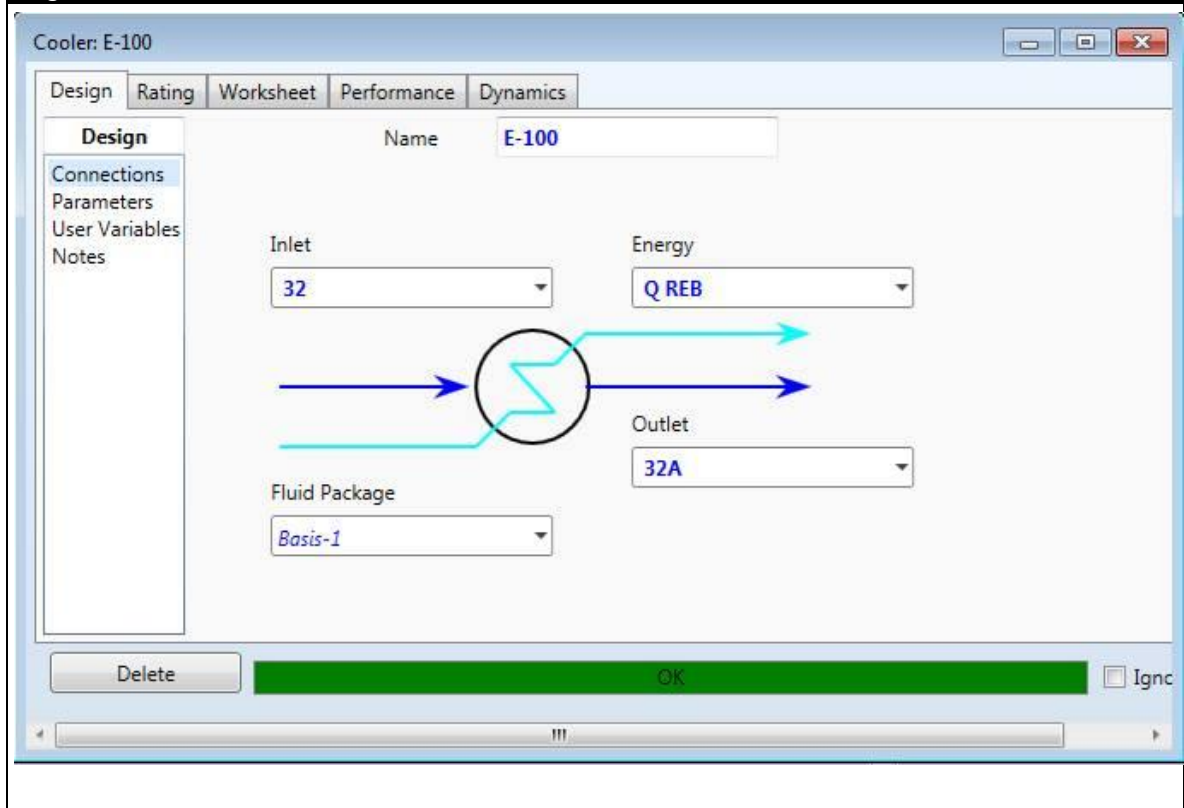 Cooler: E-100
Design Rating Worksheet Performance Dynamics
Design
Connections
Parameters
User Variables
Notes
Name E-100
Inlet
32
Energy
Q REB
Outlet
32A
Fluid Package
Basis-1
Delete
OK
Igno